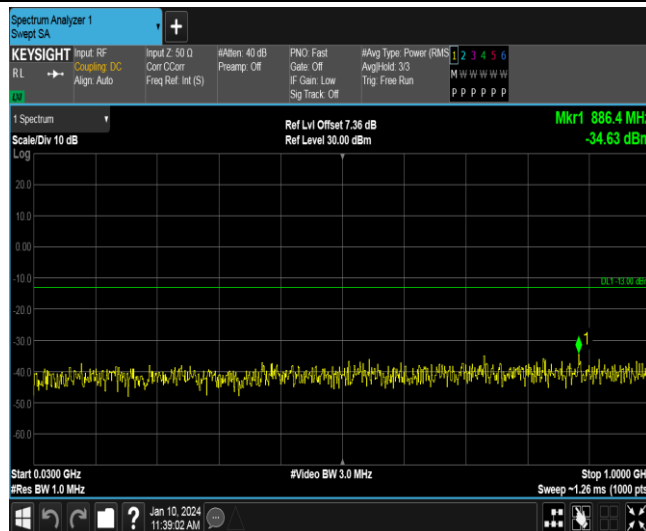 Spectrum Analyzer 1
Swept SA
+
KEYSIGHT
RL
Input: RF
Coupling: DC
Align: Auto
Input Z: 50 Ω
Corr CCorr
Freq Ref: Int (S)
#Atten: 40 dB
Preamp: Off
PNO: Fast
Gate: Off
IF Gain: Low
Sig Track: Off
#Avg Type: Power (RMS
Avg|Hold: 3/3
Trig: Free Run
1 2 3 4 5 6
M W W W W W
P P P P P P
1 Spectrum
Scale/Div 10 dB
Log
Ref Lvl Offset 7.36 dB
Ref Level 30.00 dBm
Mkr1 886.4 MHz
-34.63 dBm
20.0
10.0
0.00
-10.0
DL1 -13.00 dBm
-20.0
-30.0
1
-40.0
-50.0
-60.0
Start 0.0300 GHz
#Res BW 1.0 MHz
#Video BW 3.0 MHz
Stop 1.0000 GH
Sweep ~1.26 ms (1000 pts
?
Jan 10, 2024
11:39:02 AM